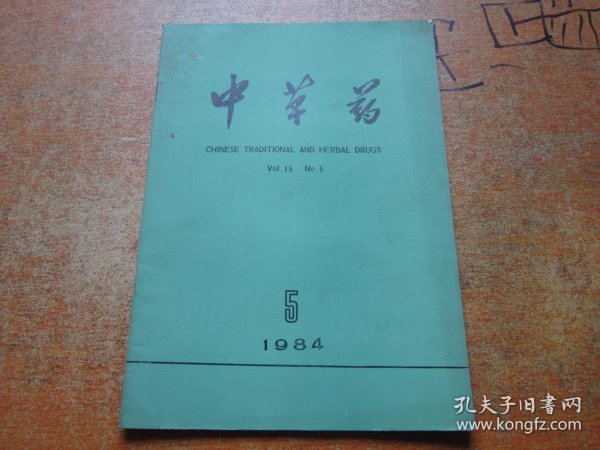 中草药
CHINESE TRADITIONAL AND HERBAL DRUGS
Vol.15 No.5
5
1984
孔夫子旧书网
www.kongfz.com